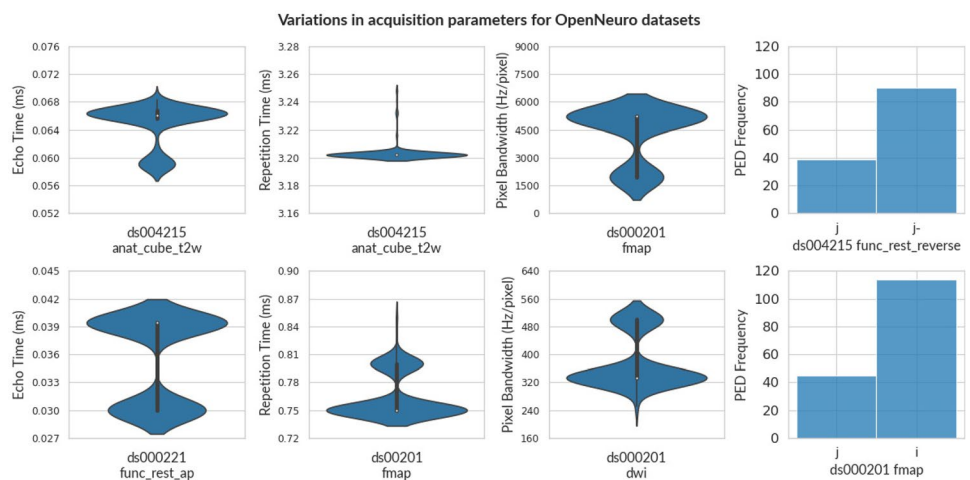 Variations in acquisition parameters for OpenNeuro datasets
Echo Time (ms)
0.076
0.072
0.068
0.064
0.060
0.056
0.052
ds004215
anat_cube_t2w
Repetition Time (ms)
3.28
3.26
3.24
3.22
3.20
3.18
3.16
ds004215
anat_cube_t2w
Pixel Bandwidth (Hz/pixel)
9000
7500
6000
4500
3000
1500
0
ds000201
fmap
PED Frequency
120
100
80
60
40
20
0
j j-
ds004215 func_rest_reverse
Echo Time (ms)
0.045
0.042
0.039
0.036
0.033
0.030
0.027
ds000221
func_rest_ap
Repetition Time (ms)
0.90
0.87
0.84
0.81
0.78
0.75
0.72
ds00201
fmap
Pixel Bandwidth (Hz/pixel)
640
560
480
400
320
240
160
ds000201
dwi
PED Frequency
120
100
80
60
40
20
0
j i
ds000201 fmap